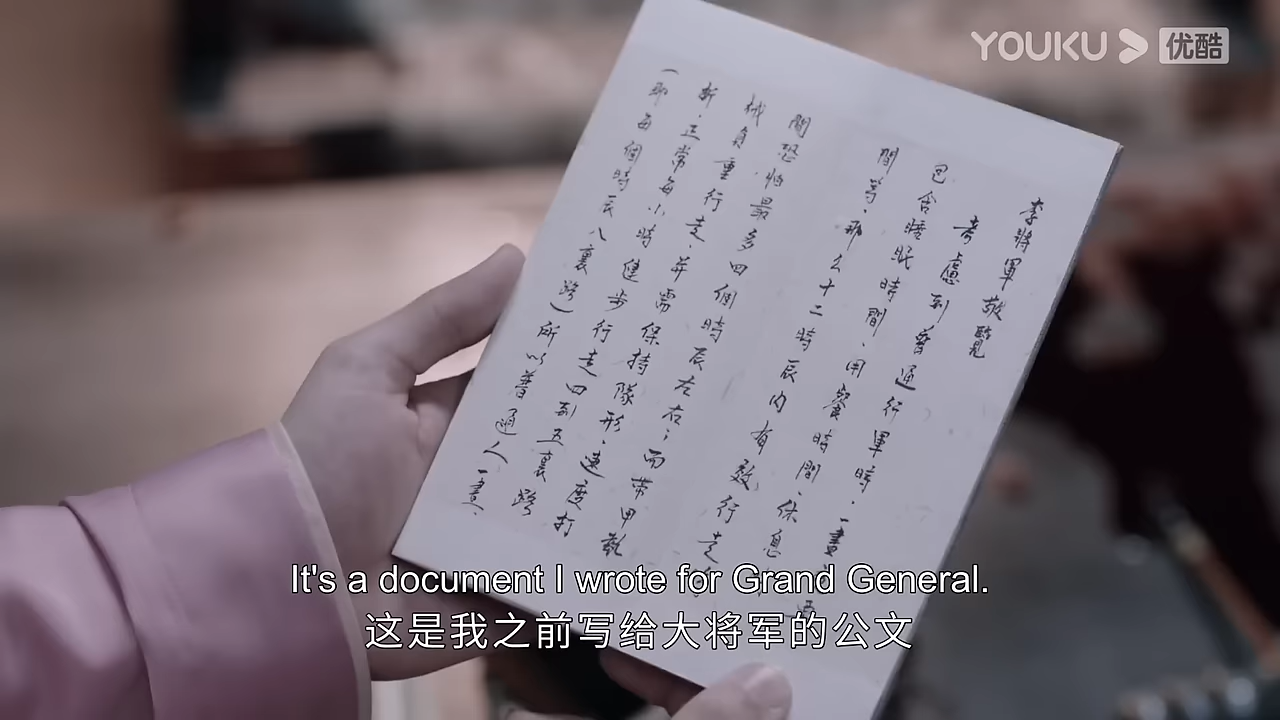 YOUKU 优酷
李將軍敬覽
考慮到普通行軍時,一晝
包含睡眠時間、用餐時間、休息
間等,那么十二時辰內有效行走
間恐怕最多四個時辰左右;而帶甲執
械負重行走,并需保持隊形,速度打
折,正常每小時健步行走四到五裏路
(那每個時辰八裏路)所以普通人一晝
It's a document I wrote for Grand General.
这是我之前写给大将军的公文